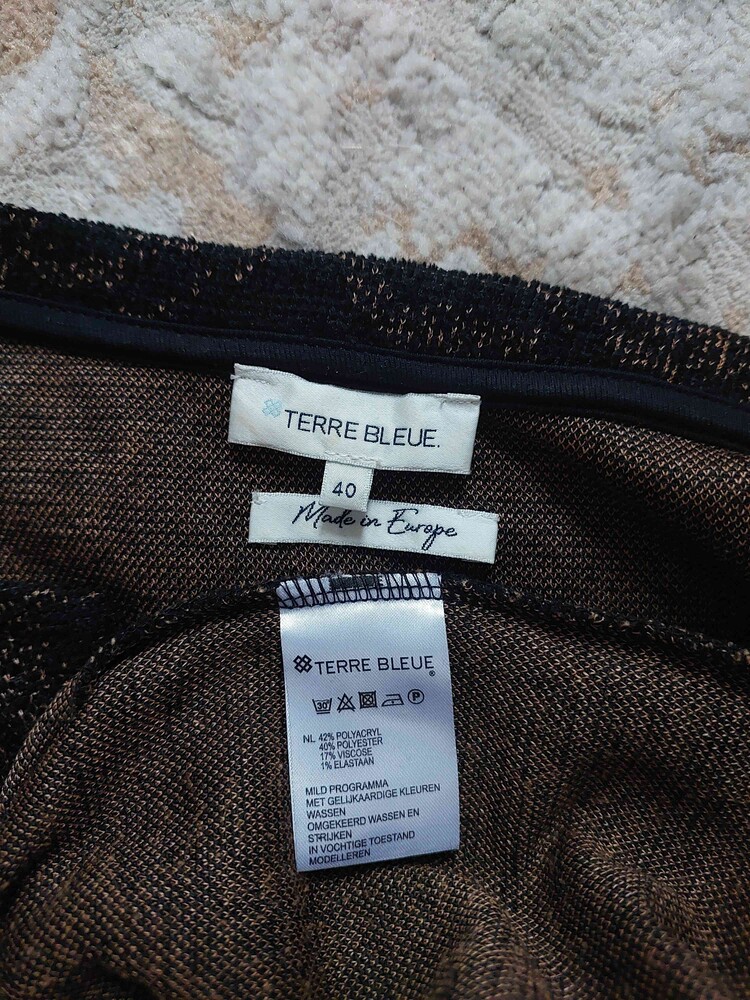 TERRE BLEUE.
40
Made in Europe
TERRE BLEUE®
30° P
NL 42% POLYACRYL
40% POLYESTER
17% VISCOSE
1% ELASTAAN
MILD PROGRAMMA
MET GELIJKAARDIGE KLEUREN
WASSEN
OMGEKEERD WASSEN EN
STRIJKEN
IN VOCHTIGE TOESTAND
MODELLEREN